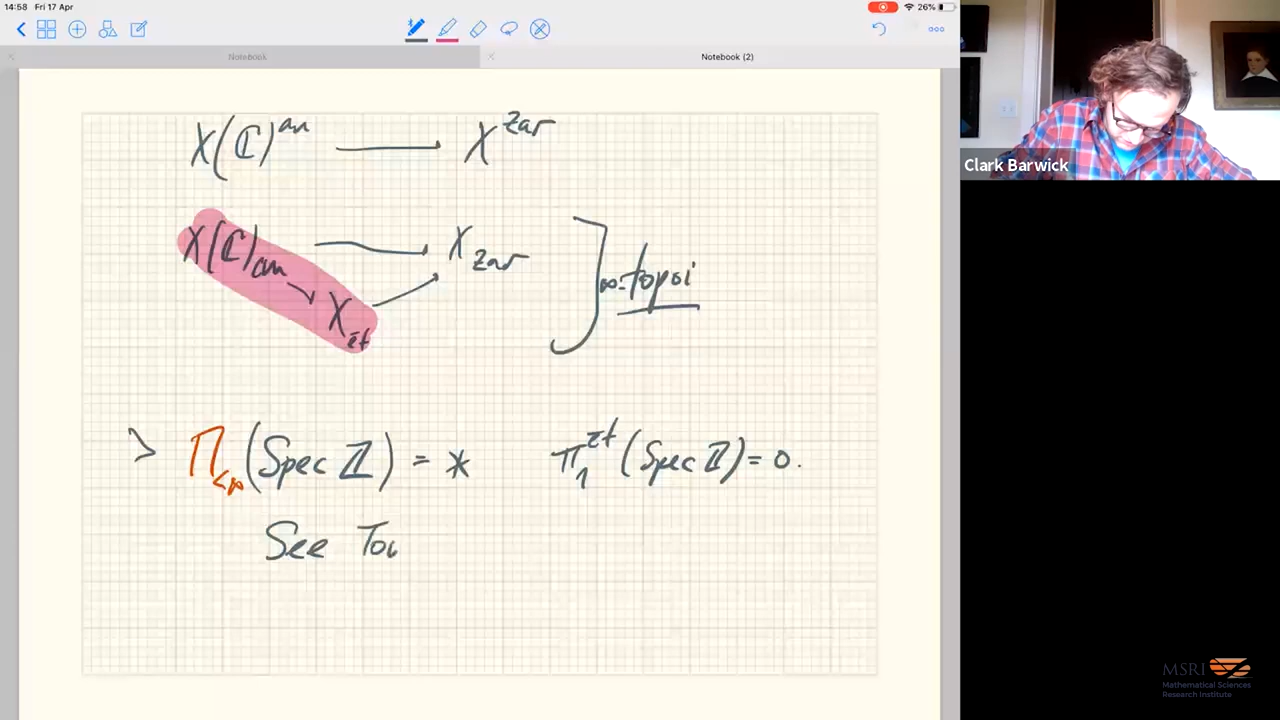 14:58 Fri 17 Apr
26%
Notebook
Notebook (2)
X(ℂ)^an ⟶ X^Zar
X(ℂ)_an ⟶ X_Zar
→ X_ét
∞-topoi
> Π_<∞ (Spec ℤ) = * π_1^ét (Spec ℤ) = 0.
See Tou
Clark Barwick
MSRI
Mathematical Sciences
Research Institute